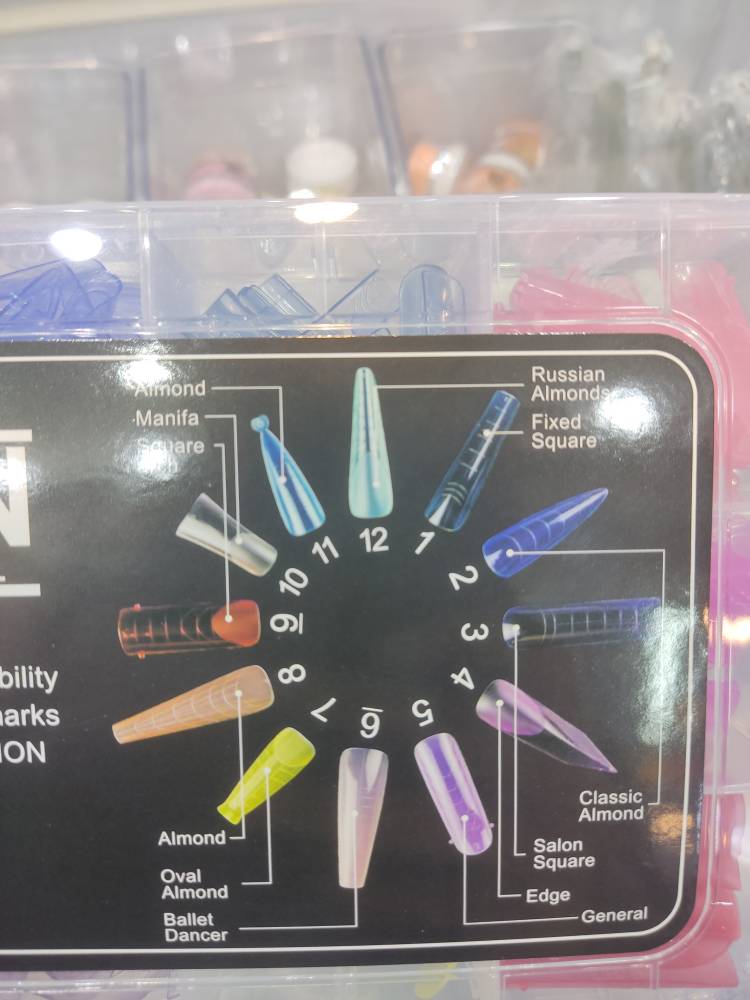 N
bility
arks
ION
Almond
Manifa
Square
Russian
Almonds
Fixed
Square
12
1
2
3
4
5
6
7
8
9
10
11
Classic
Almond
Salon
Square
Edge
General
Almond
Oval
Almond
Ballet
Dancer